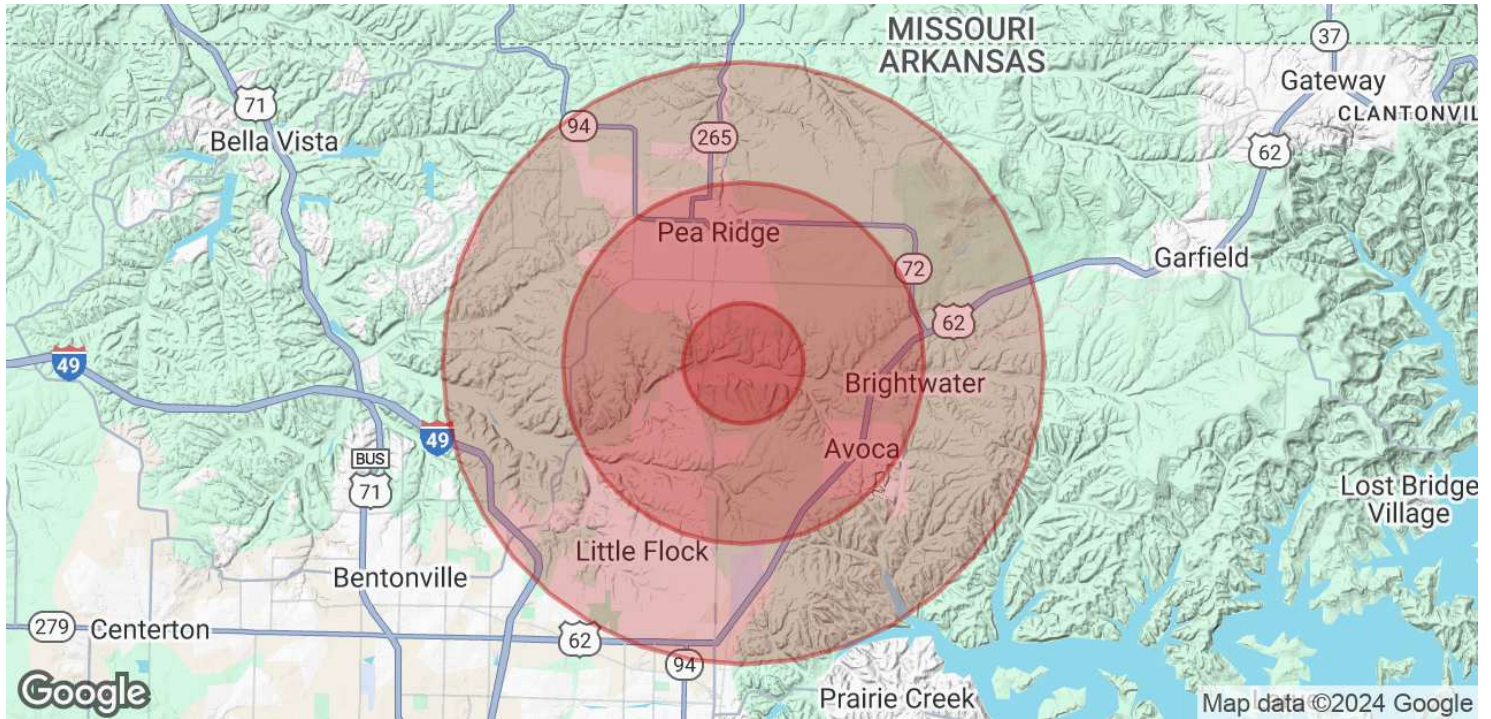 MISSOURI
ARKANSAS
37
Gateway
CLANTONVIL
71
Bella Vista
94
265
62
Pea Ridge
Garfield
72
62
49
Brightwater
49
Avoca
BUS
71
Lost Bridge
Village
Little Flock
Bentonville
279
Centerton
62
94
Prairie Creek
Google
Map data ©2024 Google